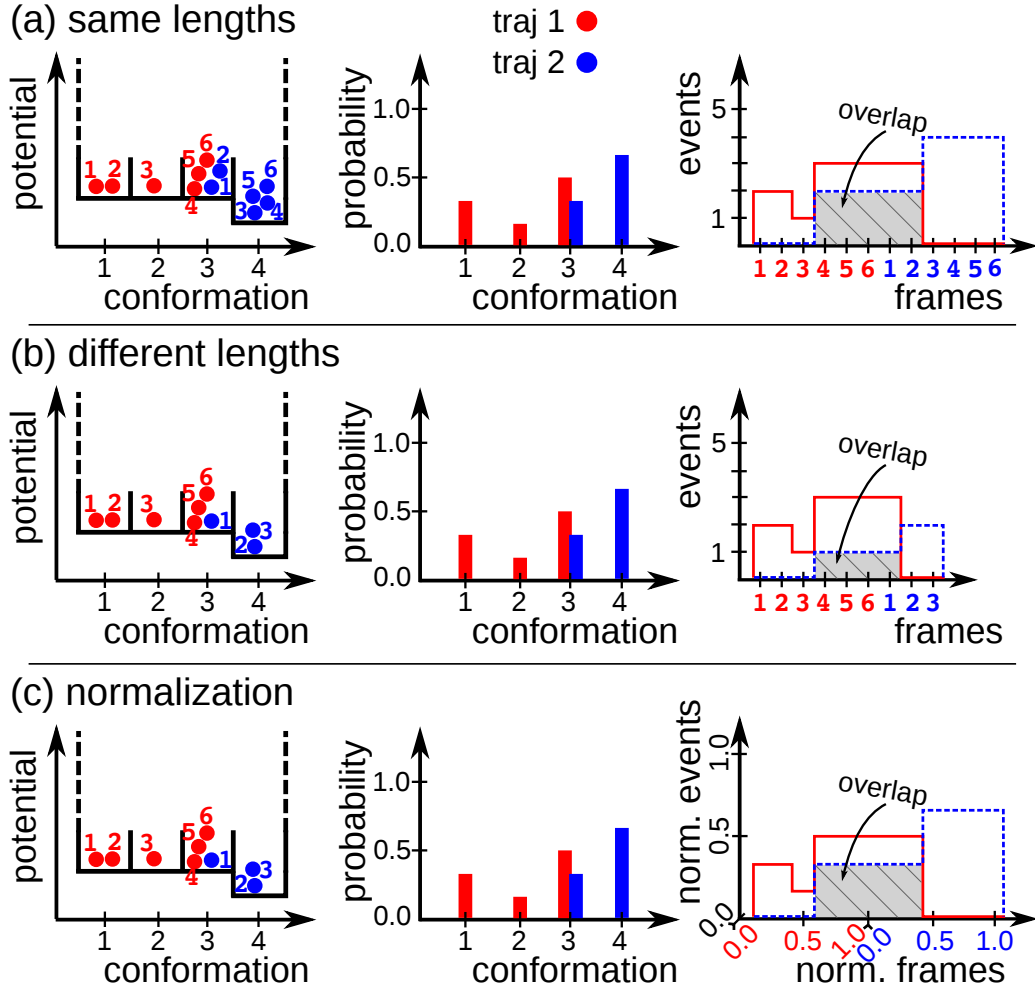 (a) same lengths
traj 1
traj 2
potential
1 2 3 4 5 6
1 2 3 4 5 6
1 2 3 4
conformation
probability
1.0
0.5
0.0
1 2 3 4
conformation
events
5
1
overlap
1 2 3 4 5 6 1 2 3 4 5 6
frames
(b) different lengths
potential
1 2 3 4 5 6
1 2 3
1 2 3 4
conformation
probability
1.0
0.5
0.0
1 2 3 4
conformation
events
5
1
overlap
1 2 3 4 5 6 1 2 3
frames
(c) normalization
potential
1 2 3 4 5 6
1 2 3
1 2 3 4
conformation
probability
1.0
0.5
0.0
1 2 3 4
conformation
norm. events
1.0
0.5
0.0
overlap
0.0 0.5 1.0 0.0 0.5 1.0
norm. frames